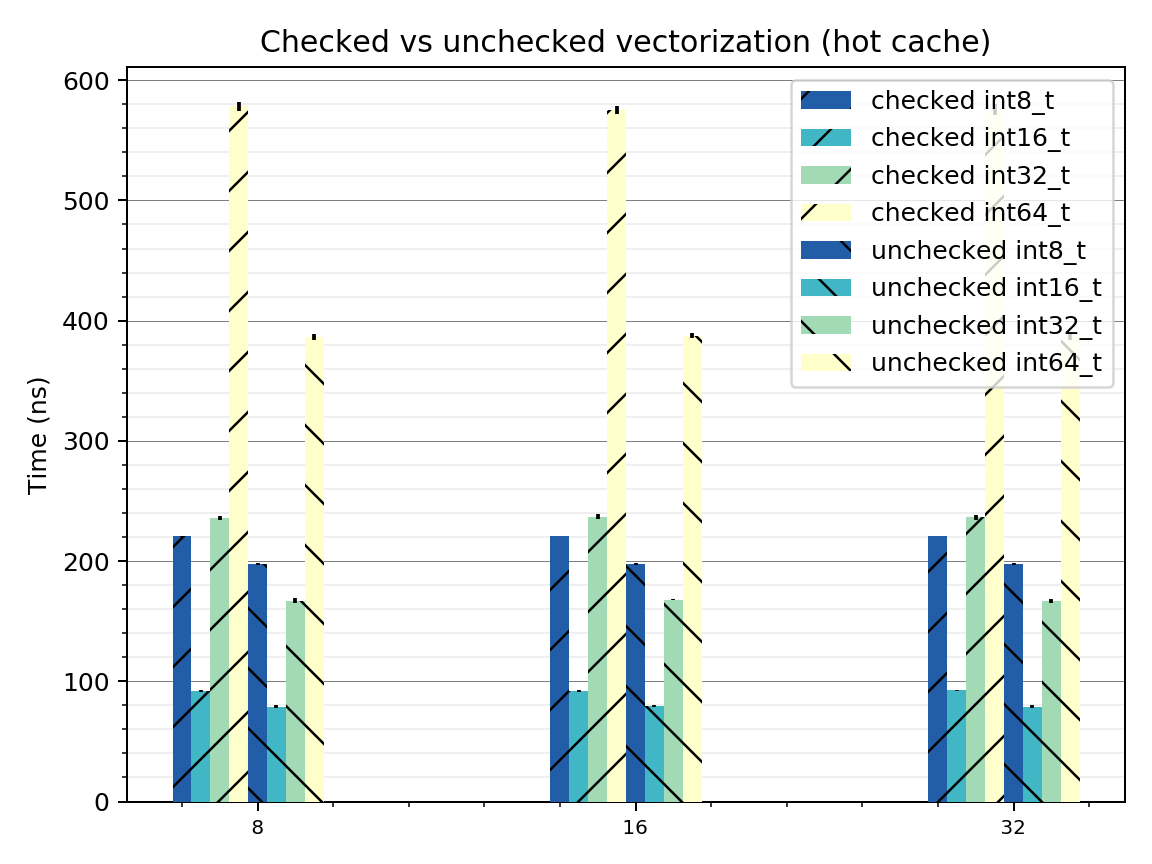 Checked vs unchecked vectorization (hot cache)
600
500
400
300
200
100
0
Time (ns)
checked int8_t
checked int16_t
checked int32_t
checked int64_t
unchecked int8_t
unchecked int16_t
unchecked int32_t
unchecked int64_t
8
16
32